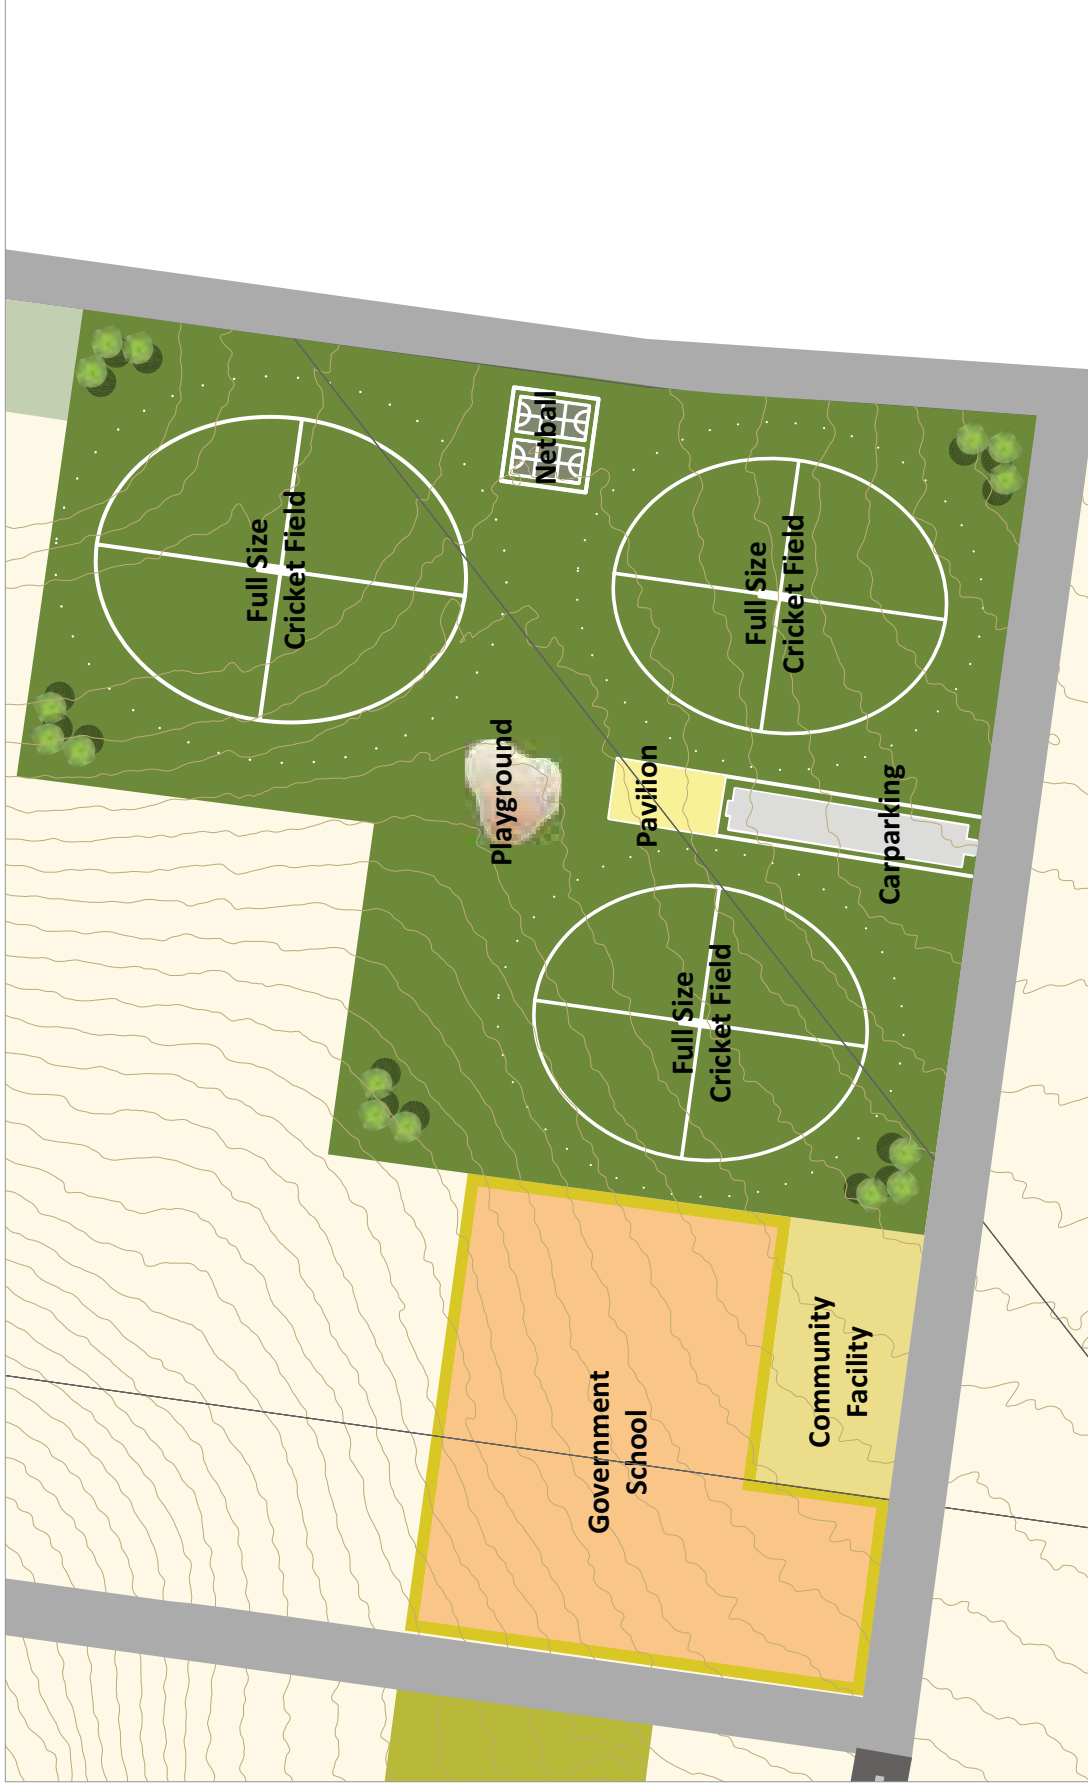 Full Size
Cricket Field
Netball
Full Size
Cricket Field
Playground
Pavilion
Carparking
Full Size
Cricket Field
Government
School
Community
Facility